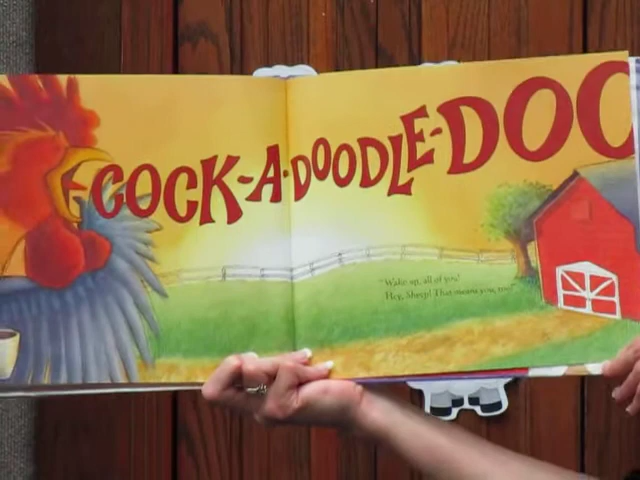 COCK-A-DOODLE-DOO
"Wake up, all of you!
Hey, Sheep! That means you, too!"